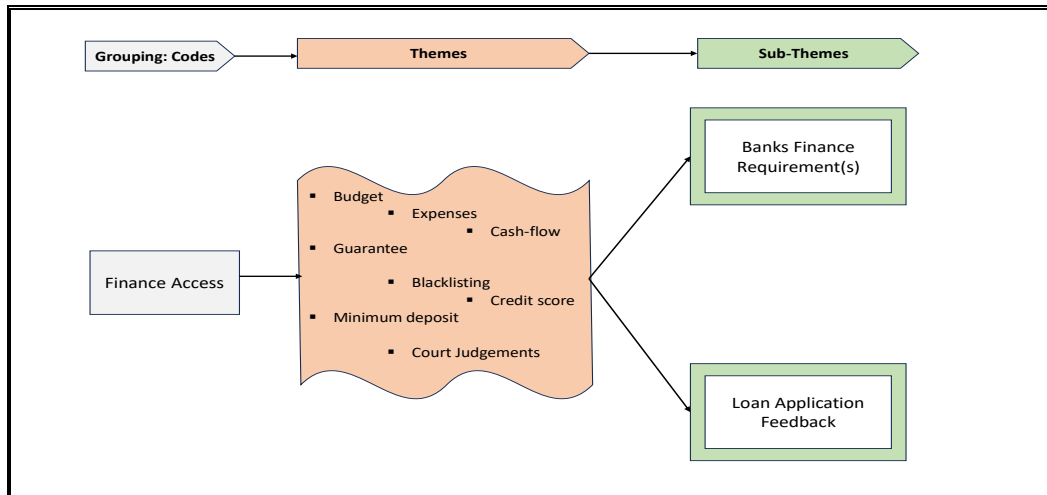 Grouping: Codes
Themes
Sub-Themes
Finance Access
▪ Budget
▪ Expenses
▪ Cash-flow
▪ Guarantee
▪ Blacklisting
▪ Credit score
▪ Minimum deposit
▪ Court Judgements
Banks Finance
Requirement(s)
Loan Application
Feedback